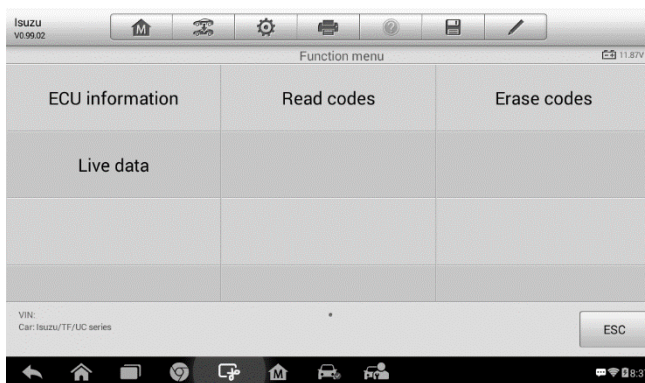 Isuzu
V0.99.02
Function menu
11.87V
ECU information
Read codes
Erase codes
Live data
VIN:
Car: Isuzu/TF/UC series
ESC